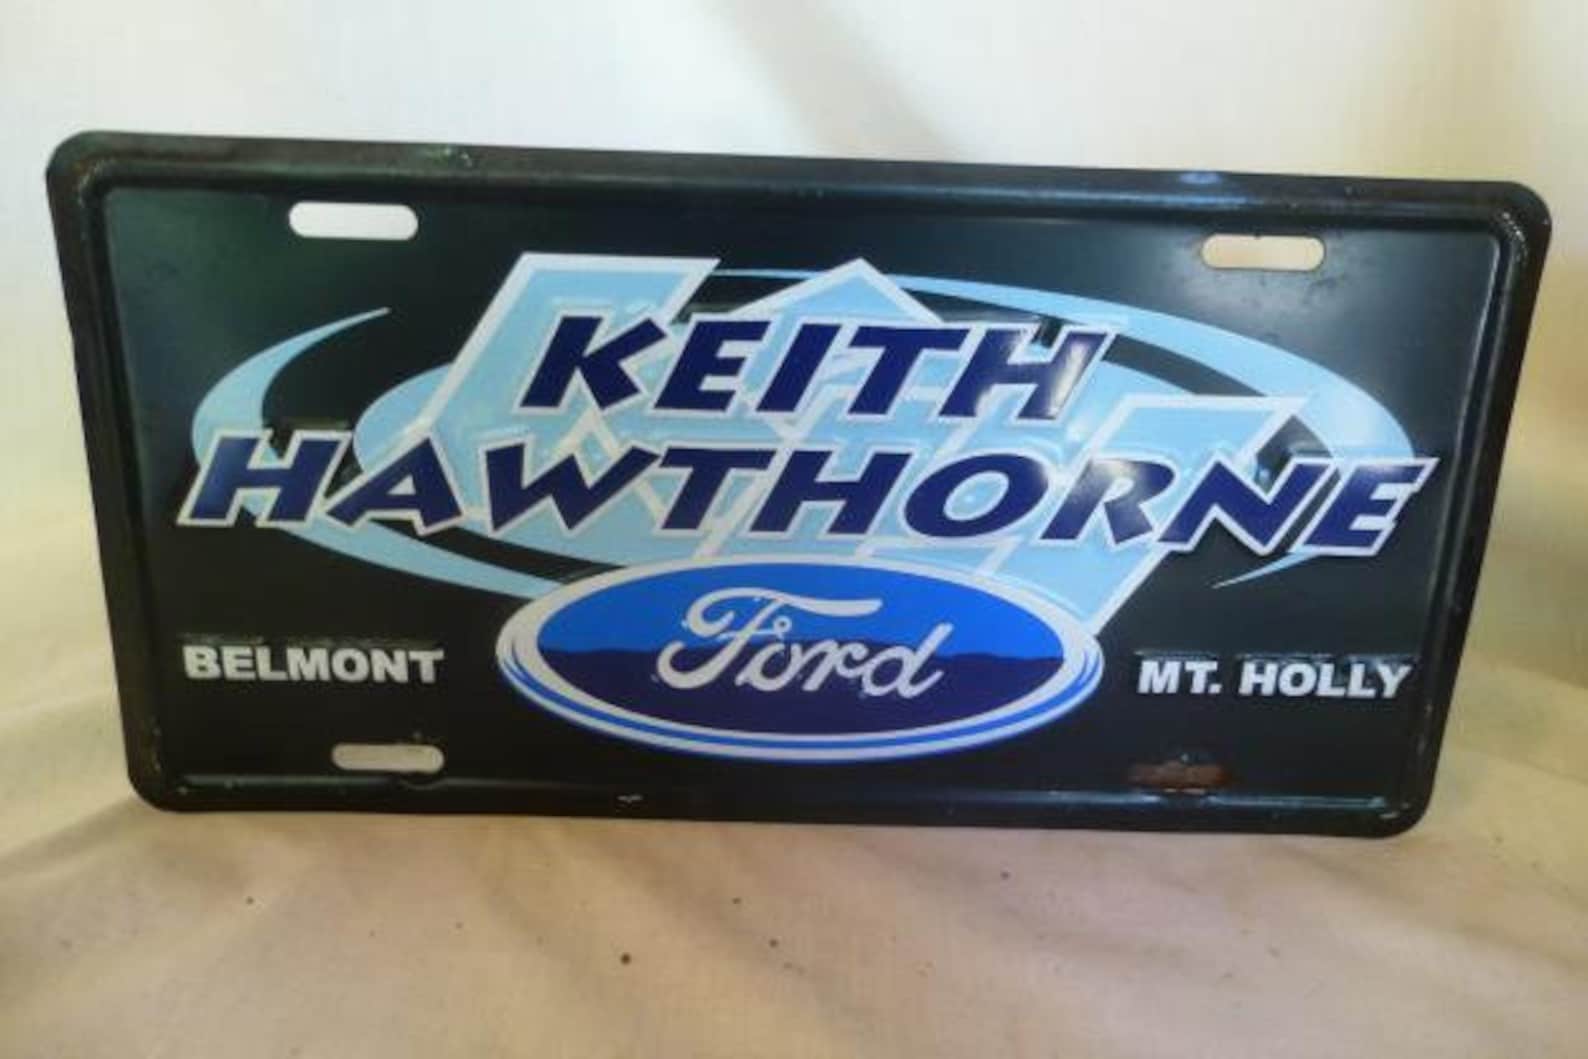 KEITH
HAWTHORNE
Ford
BELMONT
MT. HOLLY